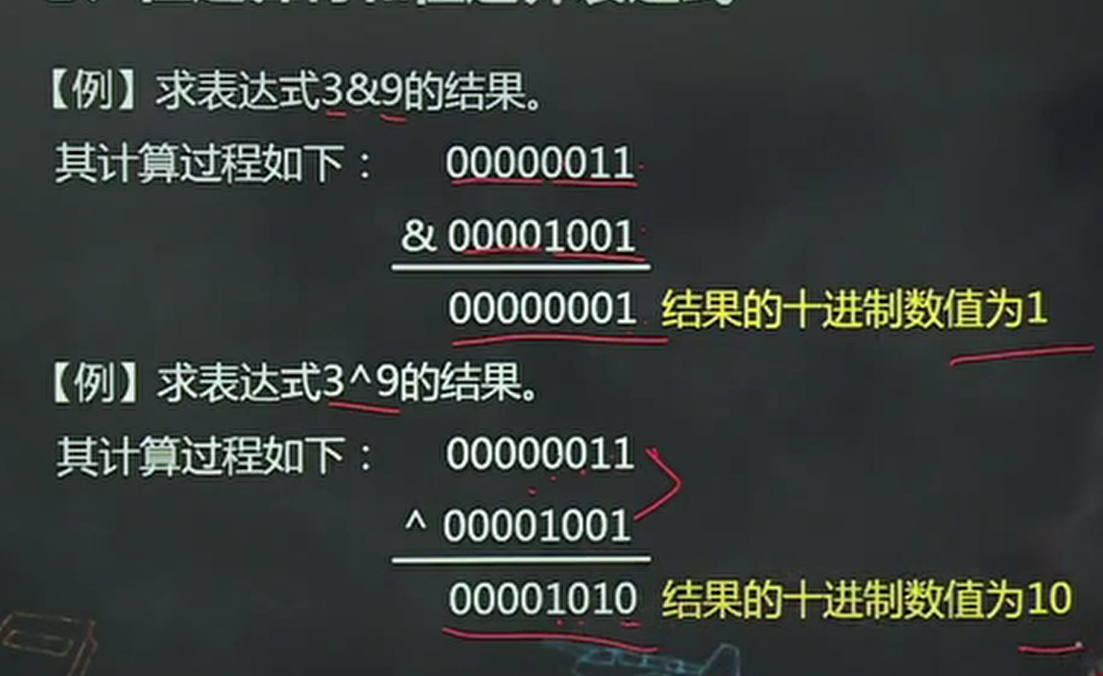 【例】求表达式3&9的结果。
其计算过程如下： 00000011
& 00001001
00000001 结果的十进制数值为1
【例】求表达式3^9的结果。
其计算过程如下： 00000011
^ 00001001
00001010 结果的十进制数值为10